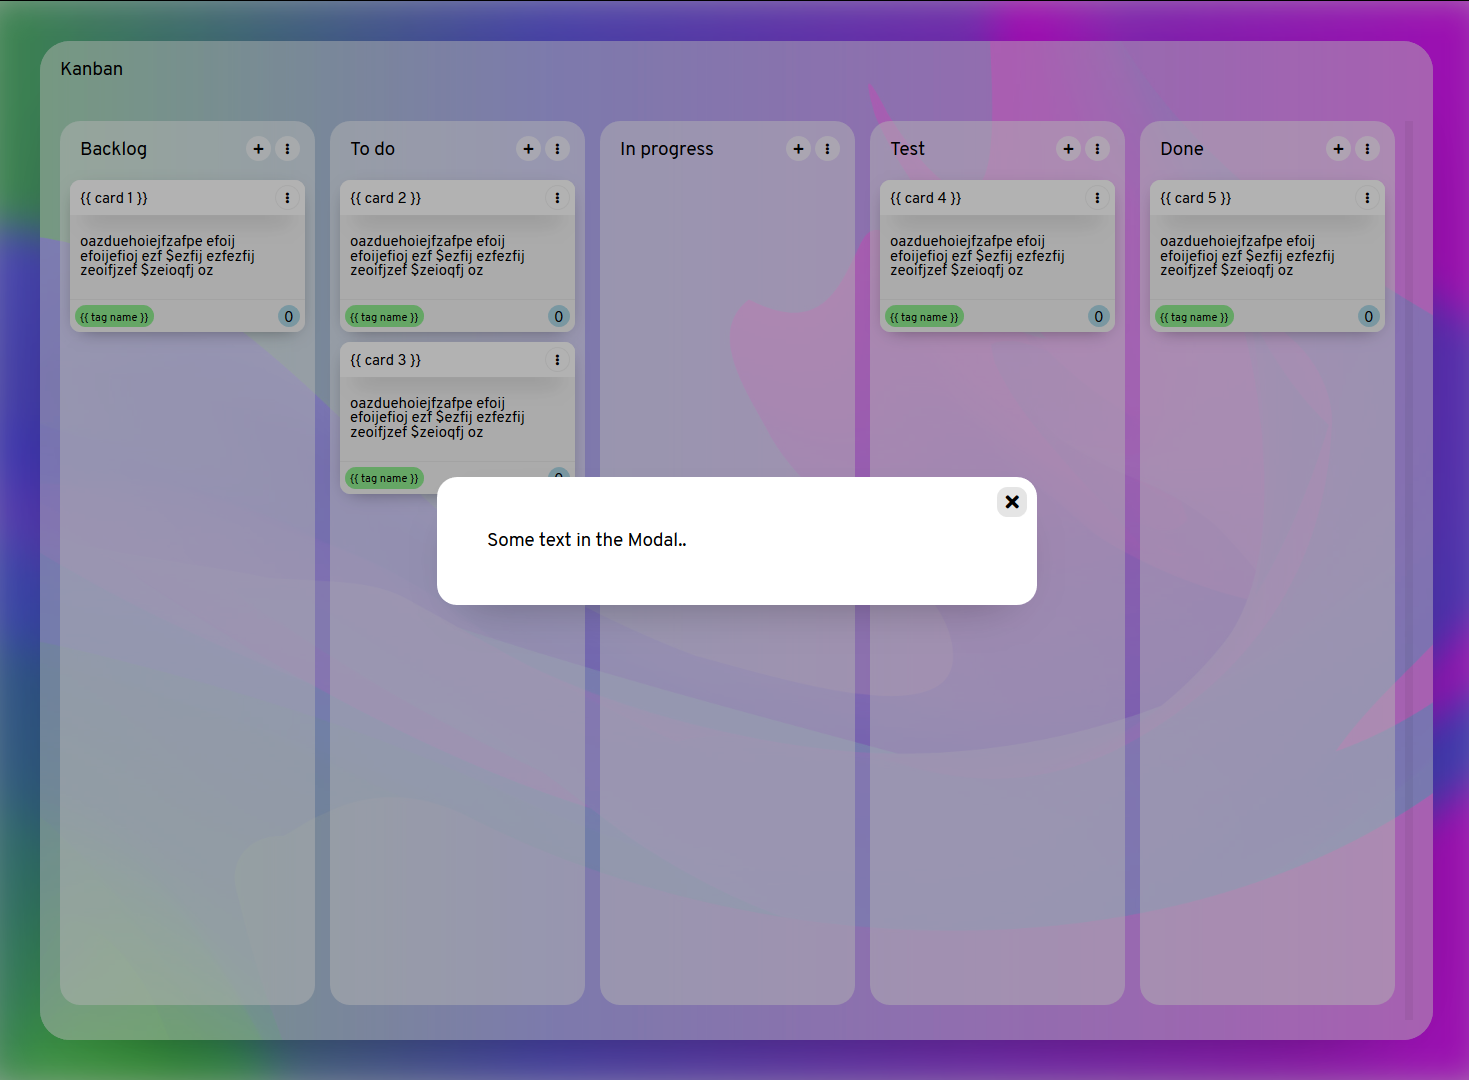 Kanban
Backlog
{{ card 1 }}
oazduehoiejfzafpe efoij
efoijefioj ezf $ezfij ezfezfij
zeoifjzef $zeioqfj oz
{{ tag name }} 0
To do
{{ card 2 }}
oazduehoiejfzafpe efoij
efoijefioj ezf $ezfij ezfezfij
zeoifjzef $zeioqfj oz
{{ tag name }} 0
{{ card 3 }}
oazduehoiejfzafpe efoij
efoijefioj ezf $ezfij ezfezfij
zeoifjzef $zeioqfj oz
{{ tag name }}
In progress
Test
{{ card 4 }}
oazduehoiejfzafpe efoij
efoijefioj ezf $ezfij ezfezfij
zeoifjzef $zeioqfj oz
{{ tag name }} 0
Done
{{ card 5 }}
oazduehoiejfzafpe efoij
efoijefioj ezf $ezfij ezfezfij
zeoifjzef $zeioqfj oz
{{ tag name }} 0
Some text in the Modal..